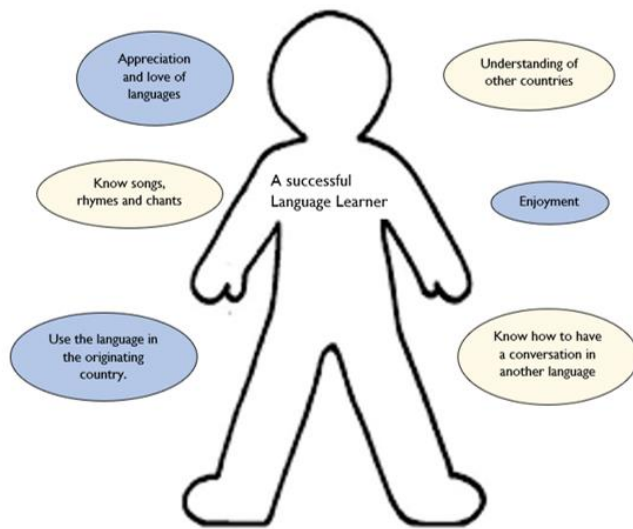 Appreciation
and love of
languages
Understanding of
other countries
Know songs,
rhymes and chants
A successful
Language Learner
Enjoyment
Use the language in
the originating
country.
Know how to have
a conversation in
another language